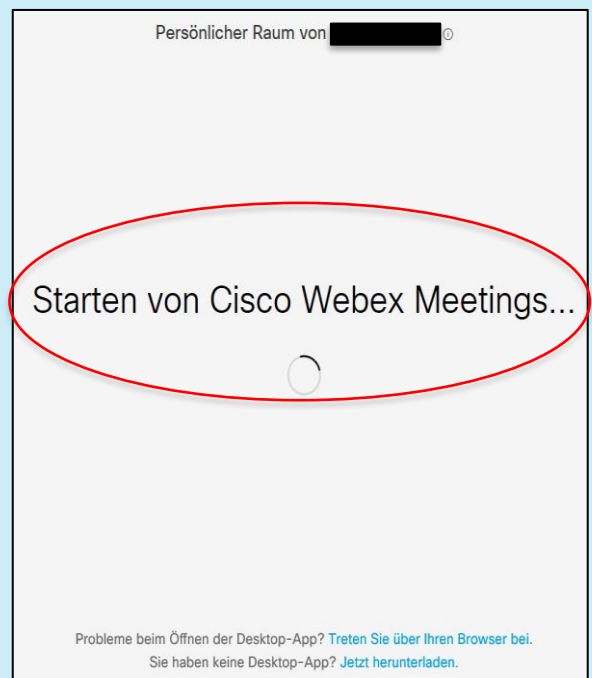 Persönlicher Raum von
Starten von Cisco Webex Meetings...
Probleme beim Öffnen der Desktop-App? Treten Sie über Ihren Browser bei.
Sie haben keine Desktop-App? Jetzt herunterladen.